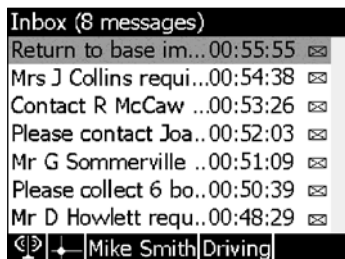 Inbox (8 messages)
Return to base im...00:55:55
Mrs J Collins requi...00:54:38
Contact R McCaw ...00:53:26
Please contact Joa..00:52:03
Mr G Sommerville ..00:51:09
Please collect 6 bo..00:50:39
Mr D Howlett requ..00:48:29
Mike Smith Driving